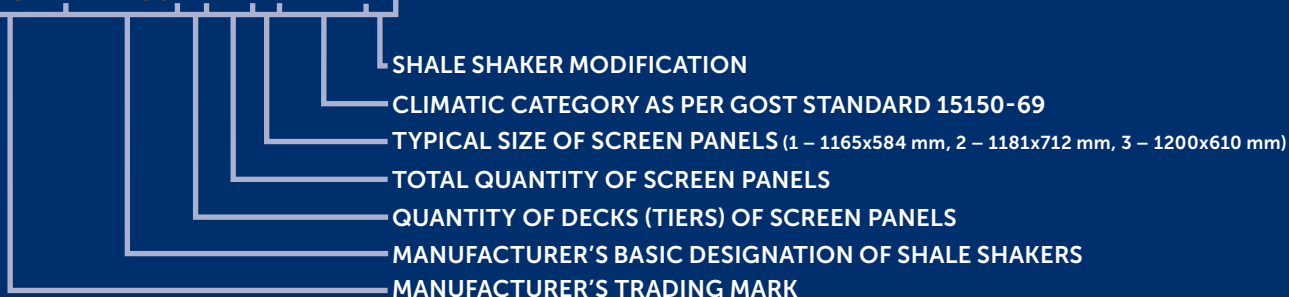 SHALE SHAKER MODIFICATION
CLIMATIC CATEGORY AS PER GOST STANDARD 15150-69
TYPICAL SIZE OF SCREEN PANELS (1 – 1165x584 mm, 2 – 1181x712 mm, 3 – 1200x610 mm)
TOTAL QUANTITY OF SCREEN PANELS
QUANTITY OF DECKS (TIERS) OF SCREEN PANELS
MANUFACTURER'S BASIC DESIGNATION OF SHALE SHAKERS
MANUFACTURER'S TRADING MARK